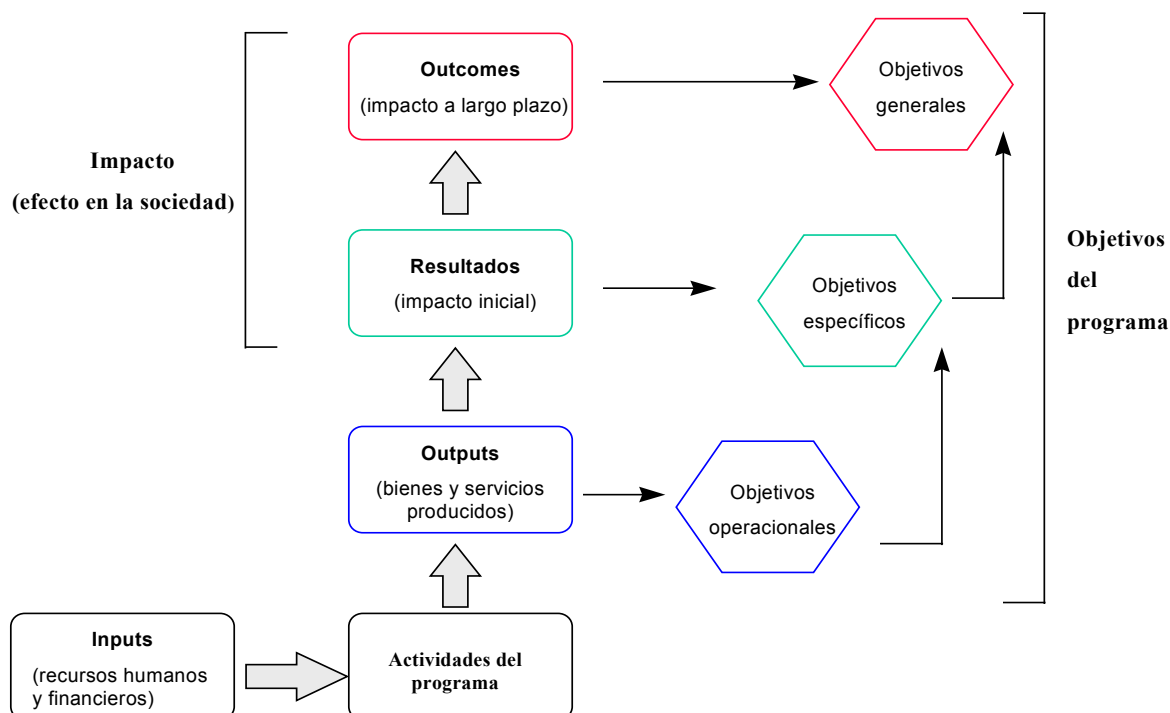 Outcomes
(impacto a largo plazo)
Objetivos
generales
Impacto
(efecto en la sociedad)
Resultados
(impacto inicial)
Objetivos
específicos
Objetivos
del
programa
Outputs
(bienes y servicios
producidos)
Objetivos
operacionales
Inputs
(recursos humanos
y financieros)
Actividades del
programa